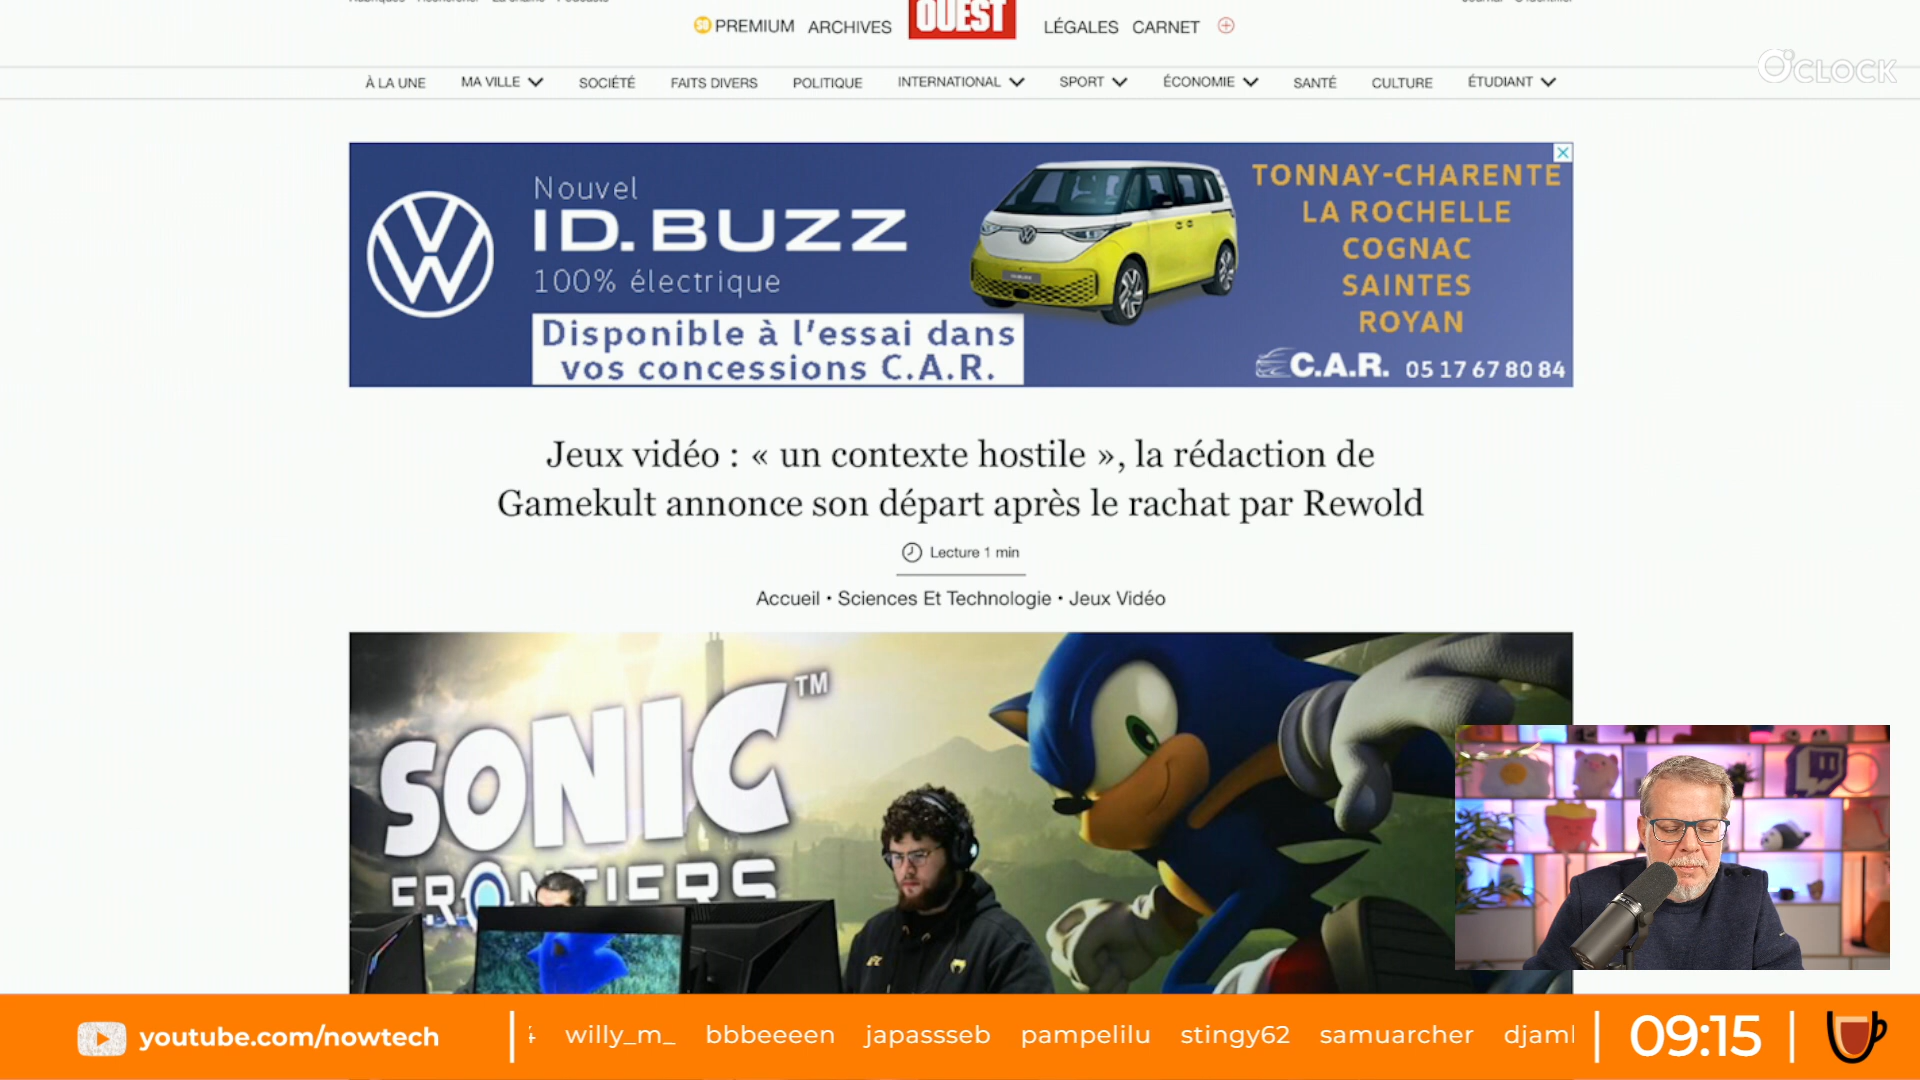 PREMIUM ARCHIVES OUEST LÉGALES CARNET
O'CLOCK
À LA UNE MA VILLE SOCIÉTÉ FAITS DIVERS POLITIQUE INTERNATIONAL SPORT ÉCONOMIE SANTÉ CULTURE ÉTUDIANT
Nouvel
ID. BUZZ
100% électrique
Disponible à l'essai dans
vos concessions C.A.R.
TONNAY-CHARENTE
LA ROCHELLE
COGNAC
SAINTES
ROYAN
C.A.R. 05 17 67 80 84
Jeux vidéo : « un contexte hostile », la rédaction de
Gamekult annonce son départ après le rachat par Rewold
Lecture 1 min
Accueil • Sciences Et Technologie • Jeux Vidéo
SONIC™
FRONTIERS
youtube.com/nowtech
willy_m_ bbbeeeen japassseb pampelilu stingy62 samuarcher djaml
09:15